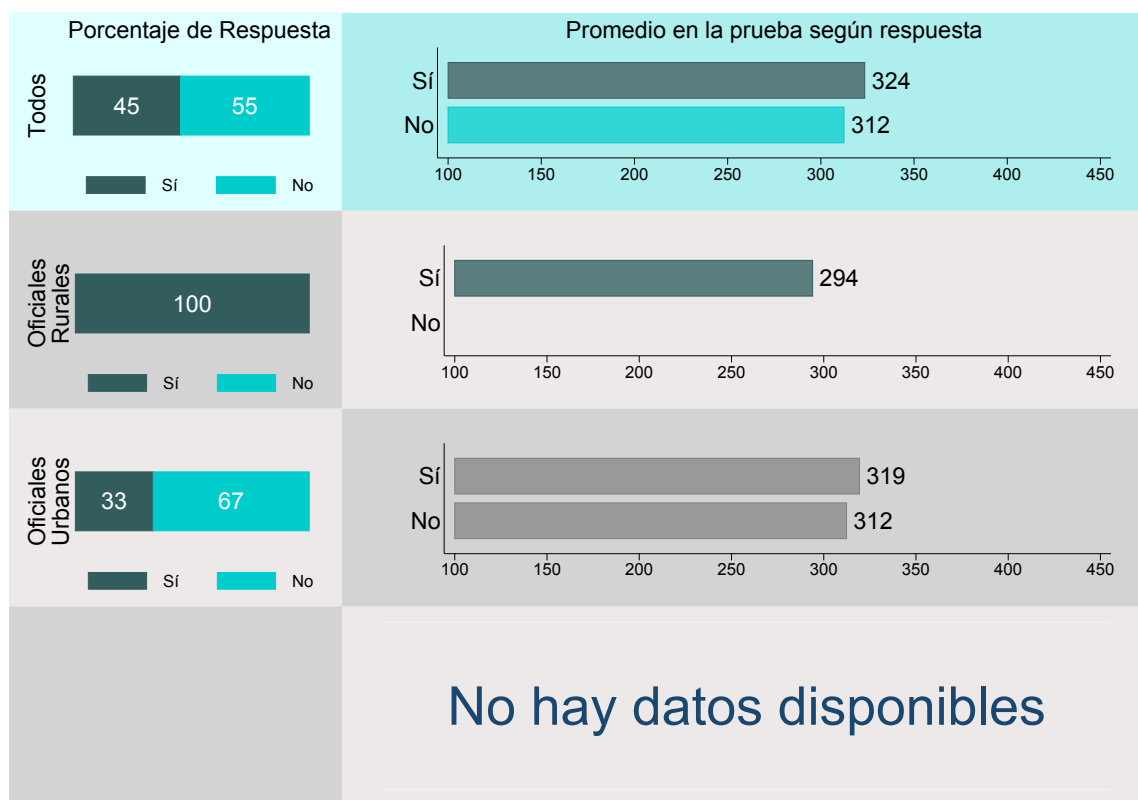 Porcentaje de Respuesta
Promedio en la prueba según respuesta
Todos
45 55
Sí No
Sí 324
No 312
100 150 200 250 300 350 400 450
Oficiales
Rurales
100
Sí No
Sí 294
No
100 150 200 250 300 350 400 450
Oficiales
Urbanos
33 67
Sí No
Sí 319
No 312
100 150 200 250 300 350 400 450
No hay datos disponibles